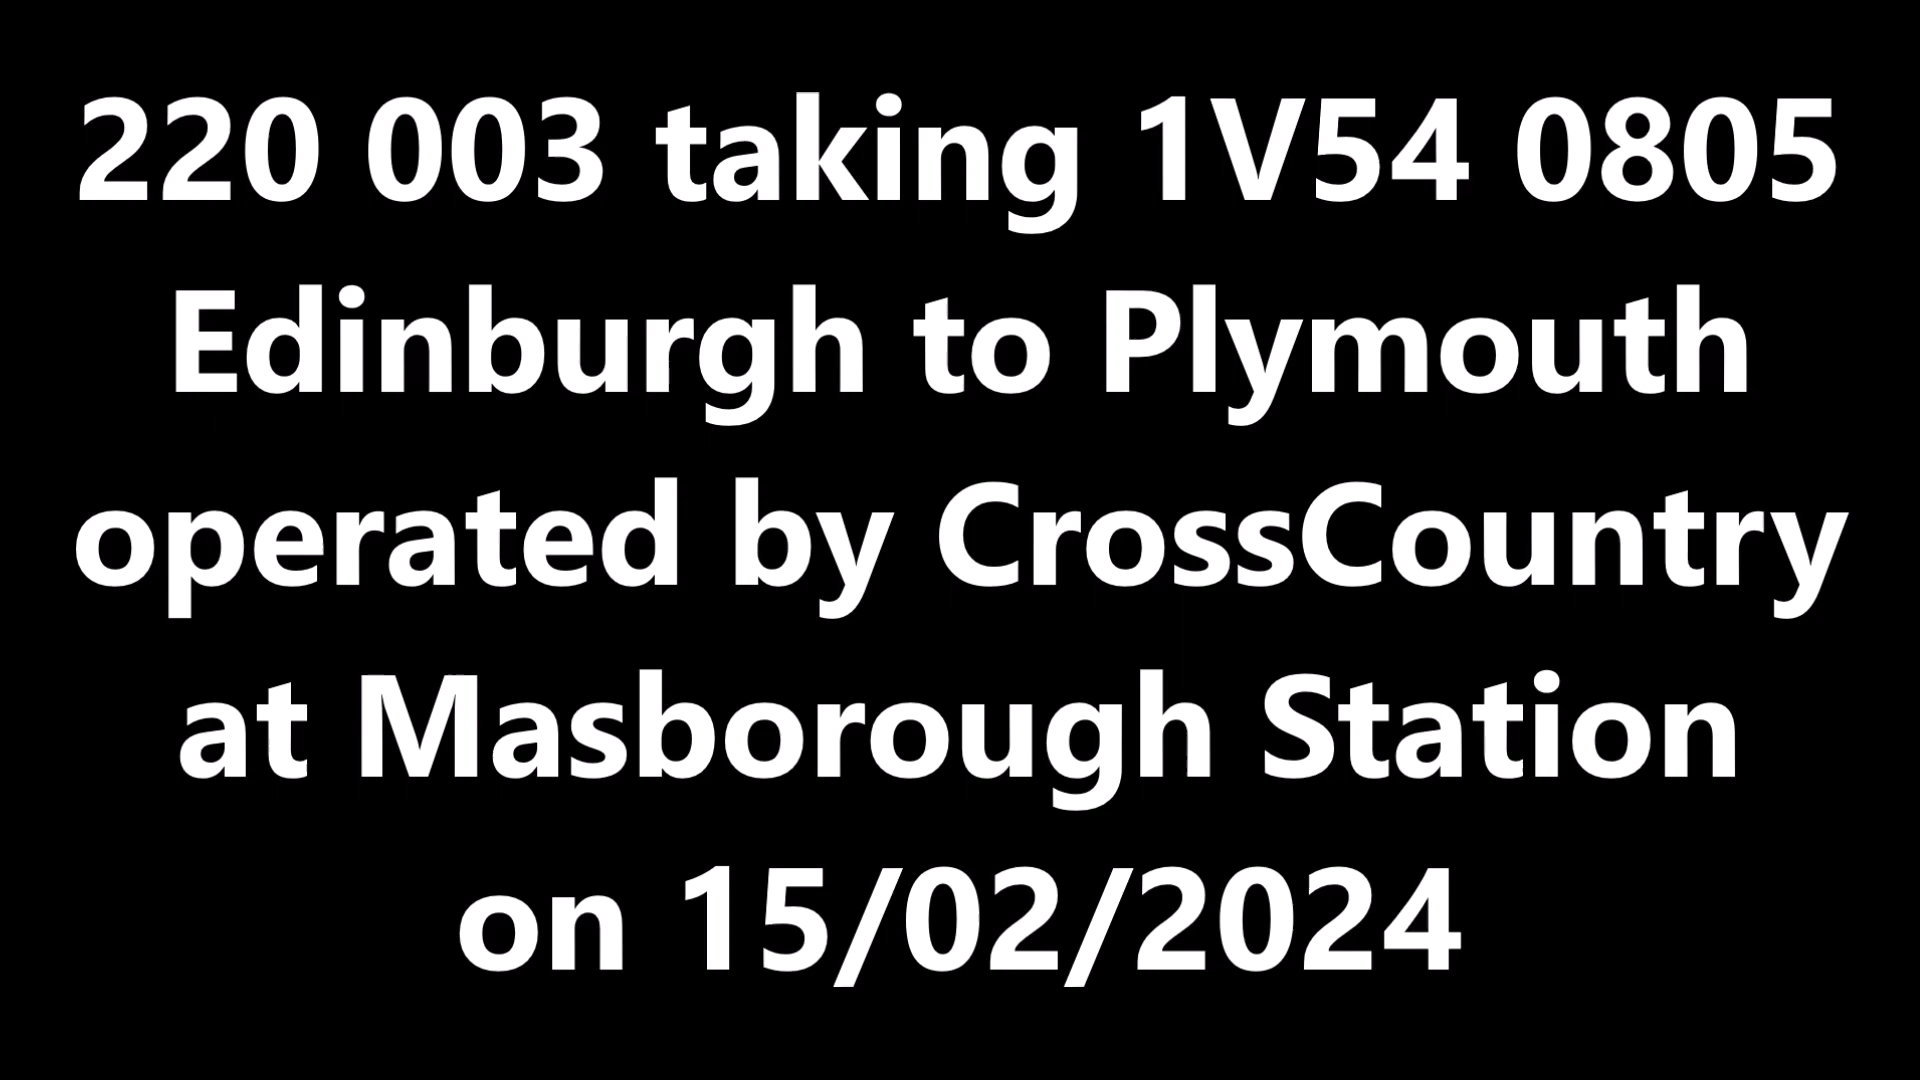 220 003 taking 1V54 0805
Edinburgh to Plymouth
operated by CrossCountry
at Masborough Station
on 15/02/2024